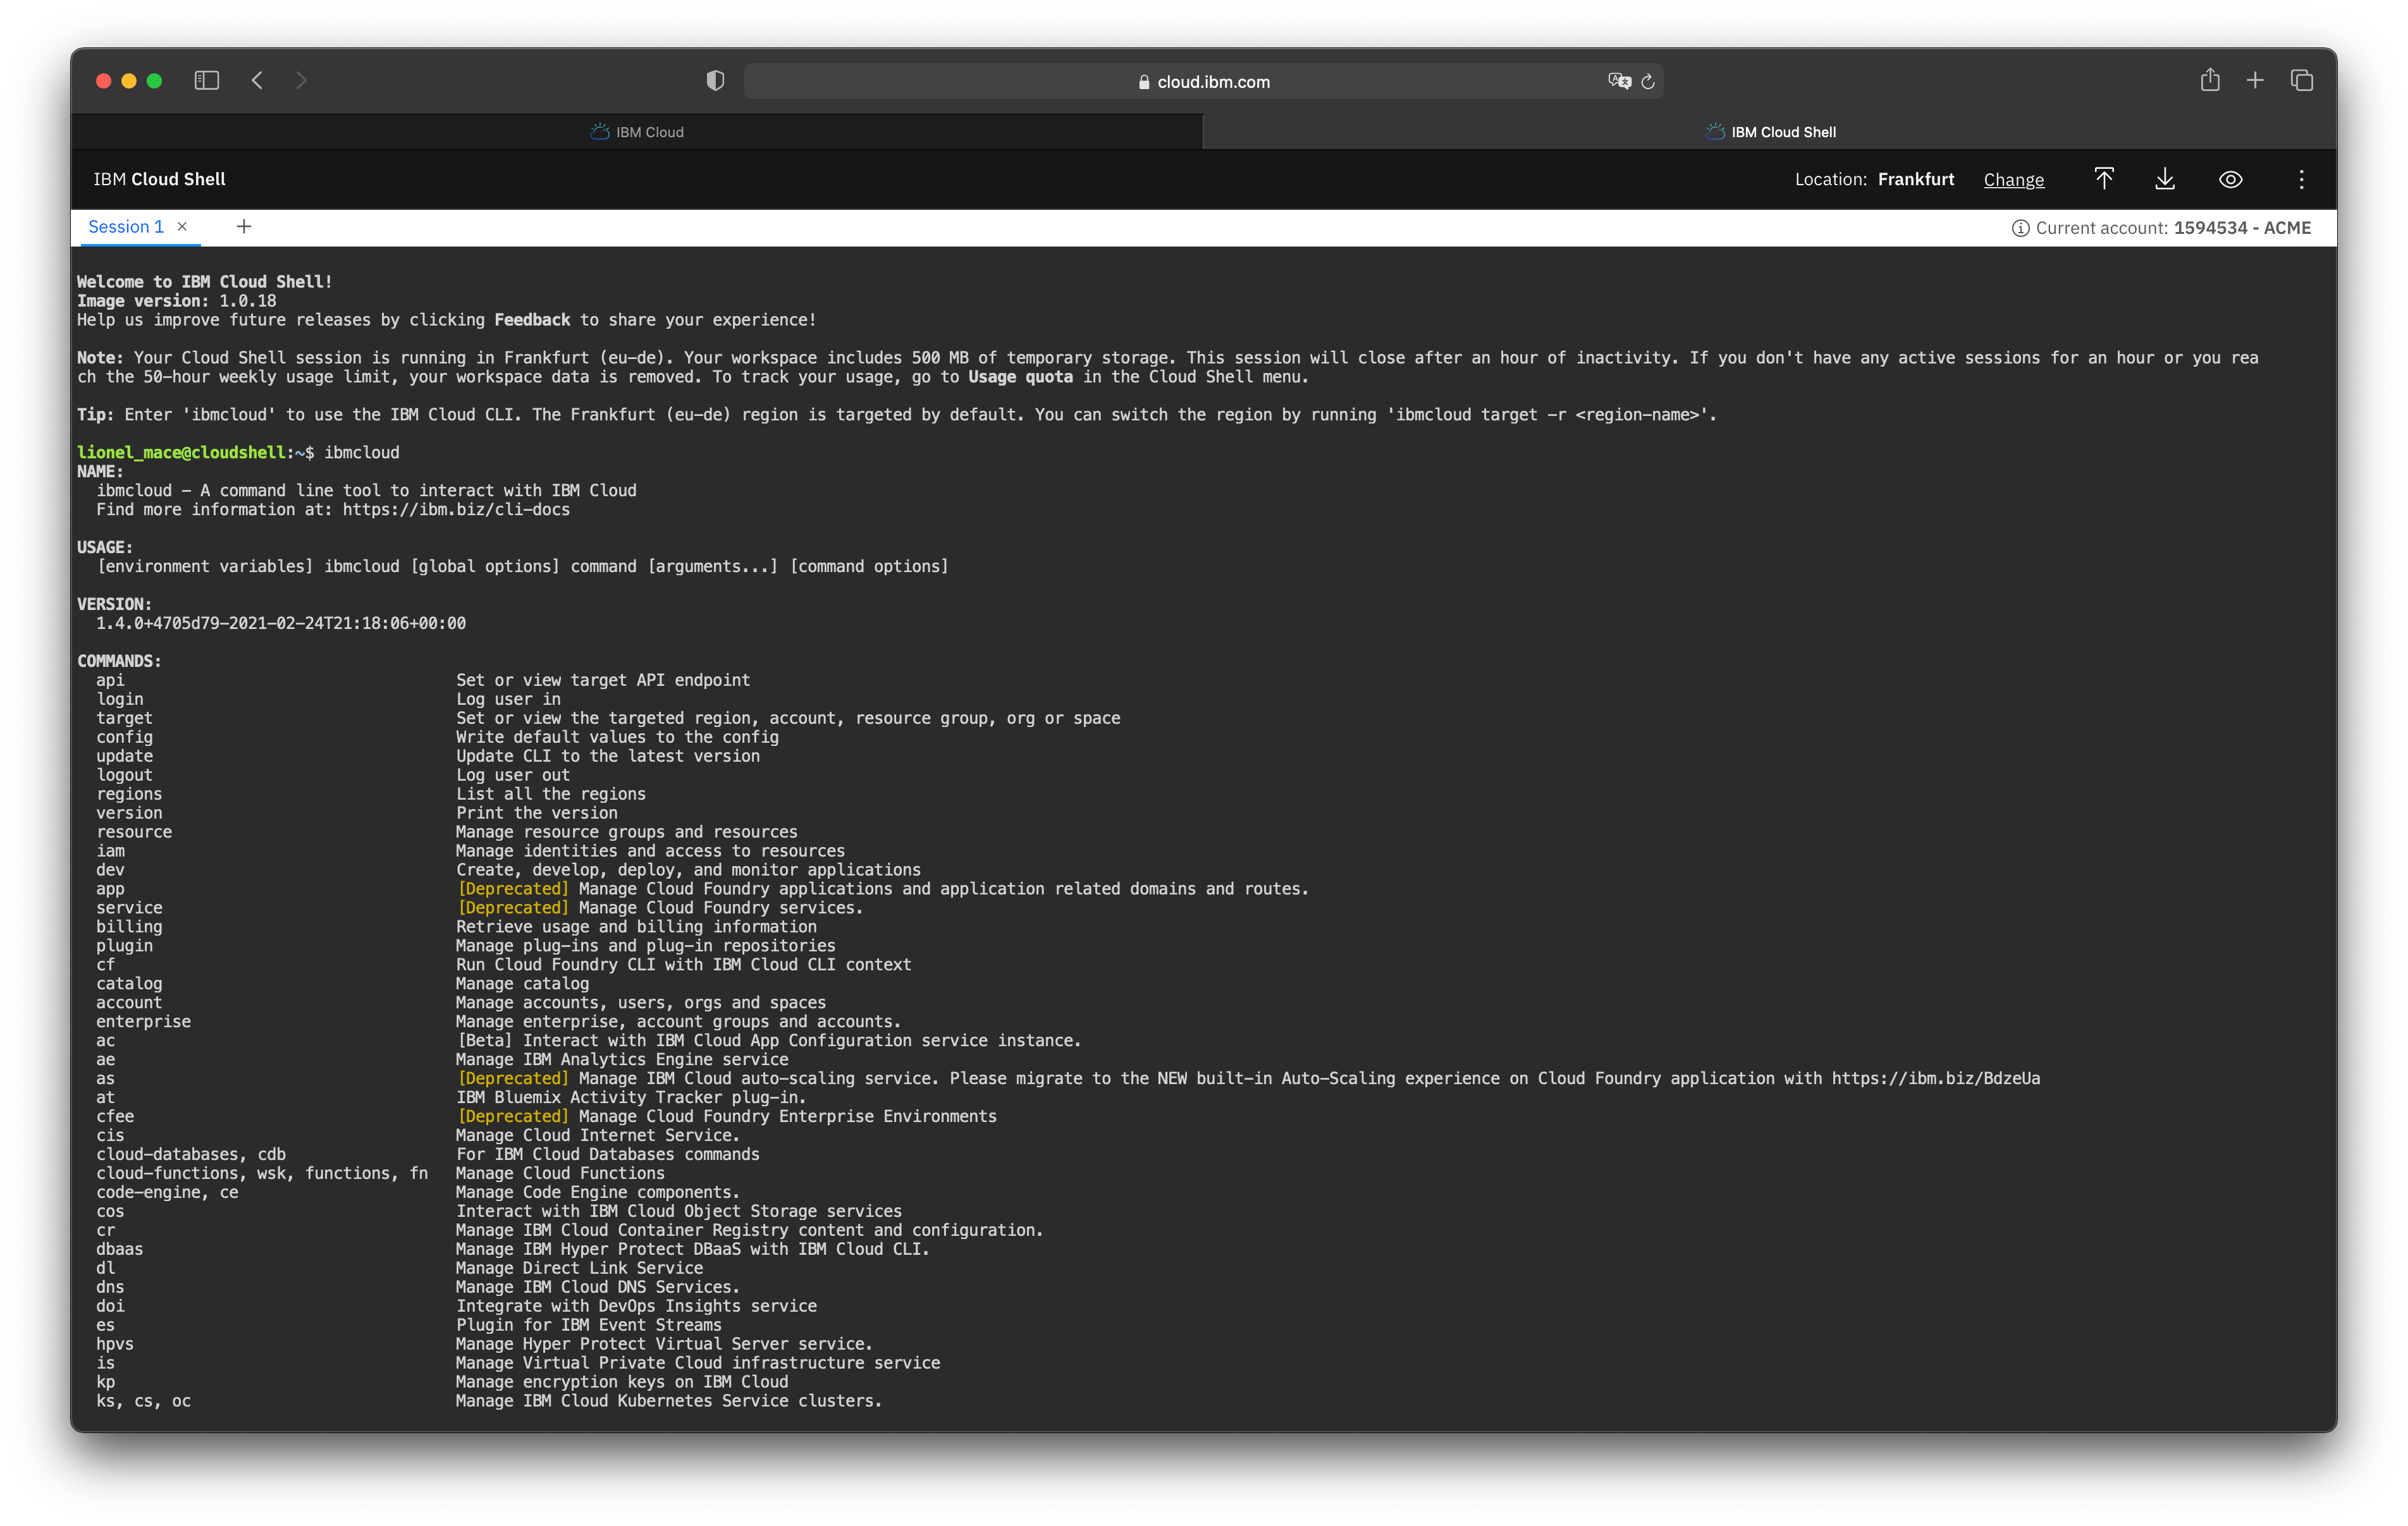 cloud.ibm.com
IBM Cloud
IBM Cloud Shell
IBM Cloud Shell
Location: Frankfurt Change
Session 1
Current account: 1594534 - ACME
Welcome to IBM Cloud Shell!
Image version: 1.0.18
Help us improve future releases by clicking Feedback to share your experience!
Note: Your Cloud Shell session is running in Frankfurt (eu-de). Your workspace includes 500 MB of temporary storage. This session will close after an hour of inactivity. If you don't have any active sessions for an hour or you rea
ch the 50-hour weekly usage limit, your workspace data is removed. To track your usage, go to Usage quota in the Cloud Shell menu.
Tip: Enter 'ibmcloud' to use the IBM Cloud CLI. The Frankfurt (eu-de) region is targeted by default. You can switch the region by running 'ibmcloud target -r <region-name>'.
lionel_mace@cloudshell:~$ ibmcloud
NAME:
ibmcloud - A command line tool to interact with IBM Cloud
Find more information at: https://ibm.biz/cli-docs
USAGE:
[environment variables] ibmcloud [global options] command [arguments...] [command options]
VERSION:
1.4.0+4705d79-2021-02-24T21:18:06+00:00
COMMANDS:
api Set or view target API endpoint
login Log user in
target Set or view the targeted region, account, resource group, org or space
config Write default values to the config
update Update CLI to the latest version
logout Log user out
regions List all the regions
version Print the version
resource Manage resource groups and resources
iam Manage identities and access to resources
dev Create, develop, deploy, and monitor applications
app [Deprecated] Manage Cloud Foundry applications and application related domains and routes.
service [Deprecated] Manage Cloud Foundry services.
billing Retrieve usage and billing information
plugin Manage plug-ins and plug-in repositories
cf Run Cloud Foundry CLI with IBM Cloud CLI context
catalog Manage catalog
account Manage accounts, users, orgs and spaces
enterprise Manage enterprise, account groups and accounts.
ac [Beta] Interact with IBM Cloud App Configuration service instance.
ae Manage IBM Analytics Engine service
as [Deprecated] Manage IBM Cloud auto-scaling service. Please migrate to the NEW built-in Auto-Scaling experience on Cloud Foundry application with https://ibm.biz/BdzeUa
at IBM Bluemix Activity Tracker plug-in.
cfee [Deprecated] Manage Cloud Foundry Enterprise Environments
cis Manage Cloud Internet Service.
cloud-databases, cdb For IBM Cloud Databases commands
cloud-functions, wsk, functions, fn Manage Cloud Functions
code-engine, ce Manage Code Engine components.
cos Interact with IBM Cloud Object Storage services
cr Manage IBM Cloud Container Registry content and configuration.
dbaas Manage IBM Hyper Protect DBaaS with IBM Cloud CLI.
dl Manage Direct Link Service
dns Manage IBM Cloud DNS Services.
doi Integrate with DevOps Insights service
es Plugin for IBM Event Streams
hpvs Manage Hyper Protect Virtual Server service.
is Manage Virtual Private Cloud infrastructure service
kp Manage encryption keys on IBM Cloud
ks, cs, oc Manage IBM Cloud Kubernetes Service clusters.